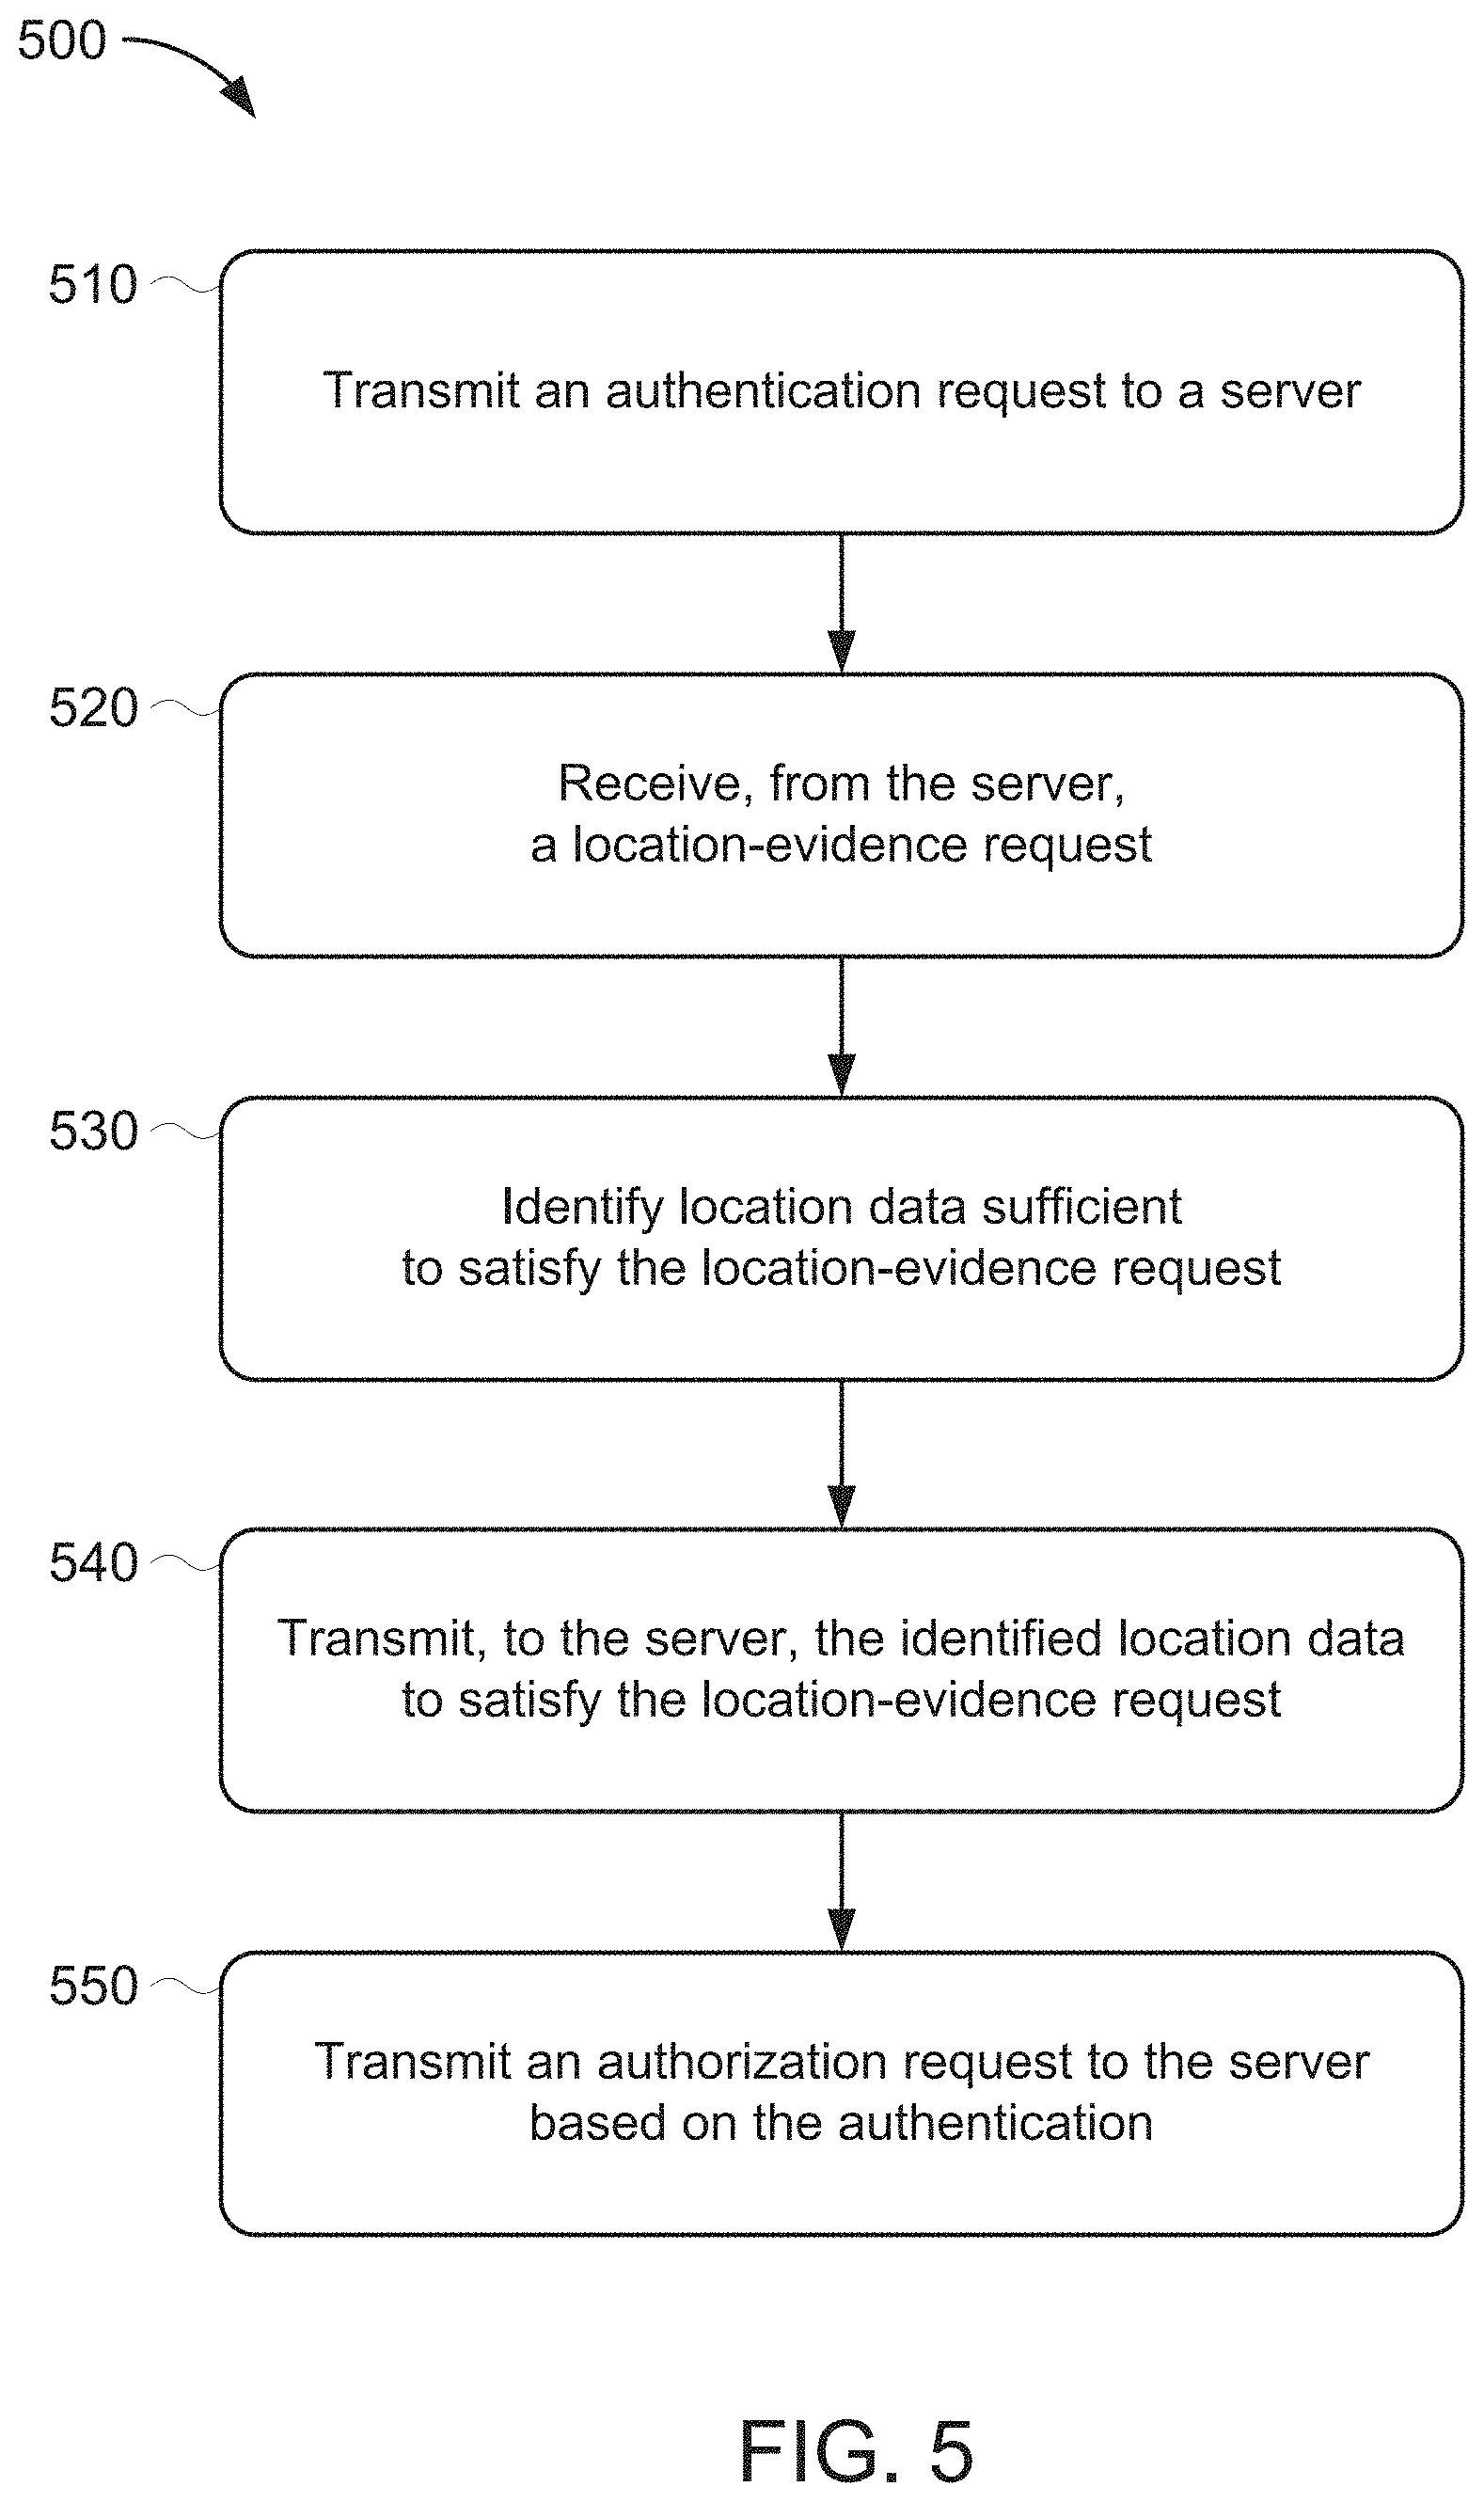 500
510
Transmit an authentication request to a server
520
Receive, from the server,
a location-evidence request
530
Identify location data sufficient
to satisfy the location-evidence request
540
Transmit, to the server, the identified location data
to satisfy the location-evidence request
550
Transmit an authorization request to the server
based on the authentication
FIG. 5